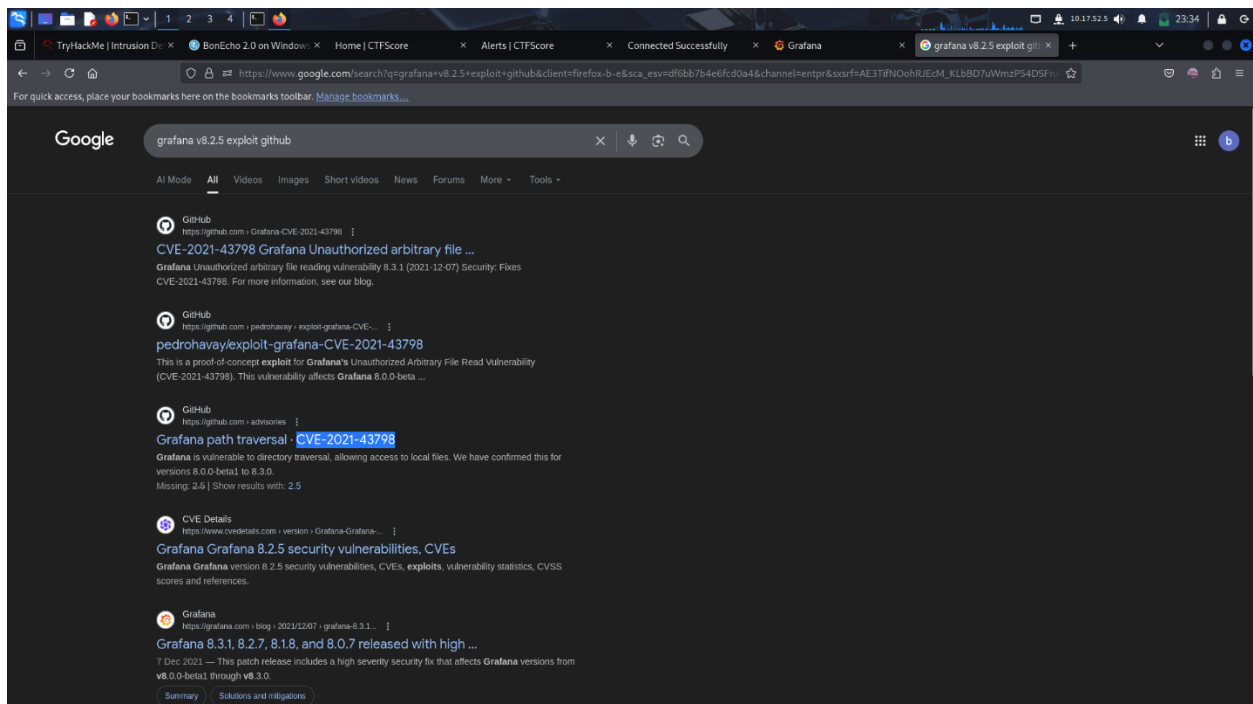 1 2 3 4
10.17.52.5
23:34
TryHackMe | Intrusion De
BonEcho 2.0 on Window
Home | CTFScore
Alerts | CTFScore
Connected Successfully
Grafana
grafana v8.2.5 exploit git
For quick access, place your bookmarks here on the bookmarks toolbar. Manage bookmarks...
Google
grafana v8.2.5 exploit github
b
AI Mode All Videos Images Short videos News Forums More Tools
GitHub
https://github.com › Grafana-CVE-2021-43798
CVE-2021-43798 Grafana Unauthorized arbitrary file ...
Grafana Unauthorized arbitrary file reading vulnerability 8.3.1 (2021-12-07) Security: Fixes
CVE-2021-43798. For more information, see our blog.
GitHub
https://github.com › pedrohavay › exploit-grafana-CVE-...
pedrohavay/exploit-grafana-CVE-2021-43798
This is a proof-of-concept exploit for Grafana's Unauthorized Arbitrary File Read Vulnerability
(CVE-2021-43798). This vulnerability affects Grafana 8.0.0-beta ...
GitHub
https://github.com › advisories
Grafana path traversal · CVE-2021-43798
Grafana is vulnerable to directory traversal, allowing access to local files. We have confirmed this for
versions 8.0.0-beta1 to 8.3.0.
Missing: 2.5 | Show results with: 2.5
CVE Details
https://www.cvedetails.com › version › Grafana-Grafana-...
Grafana Grafana 8.2.5 security vulnerabilities, CVEs
Grafana Grafana version 8.2.5 security vulnerabilities, CVEs, exploits, vulnerability statistics, CVSS
scores and references.
Grafana
https://grafana.com › blog › 2021/12/07 › grafana-8.3.1...
Grafana 8.3.1, 8.2.7, 8.1.8, and 8.0.7 released with high ...
7 Dec 2021 — This patch release includes a high severity security fix that affects Grafana versions from
v8.0.0-beta1 through v8.3.0.
Summary
Solutions and mitigations